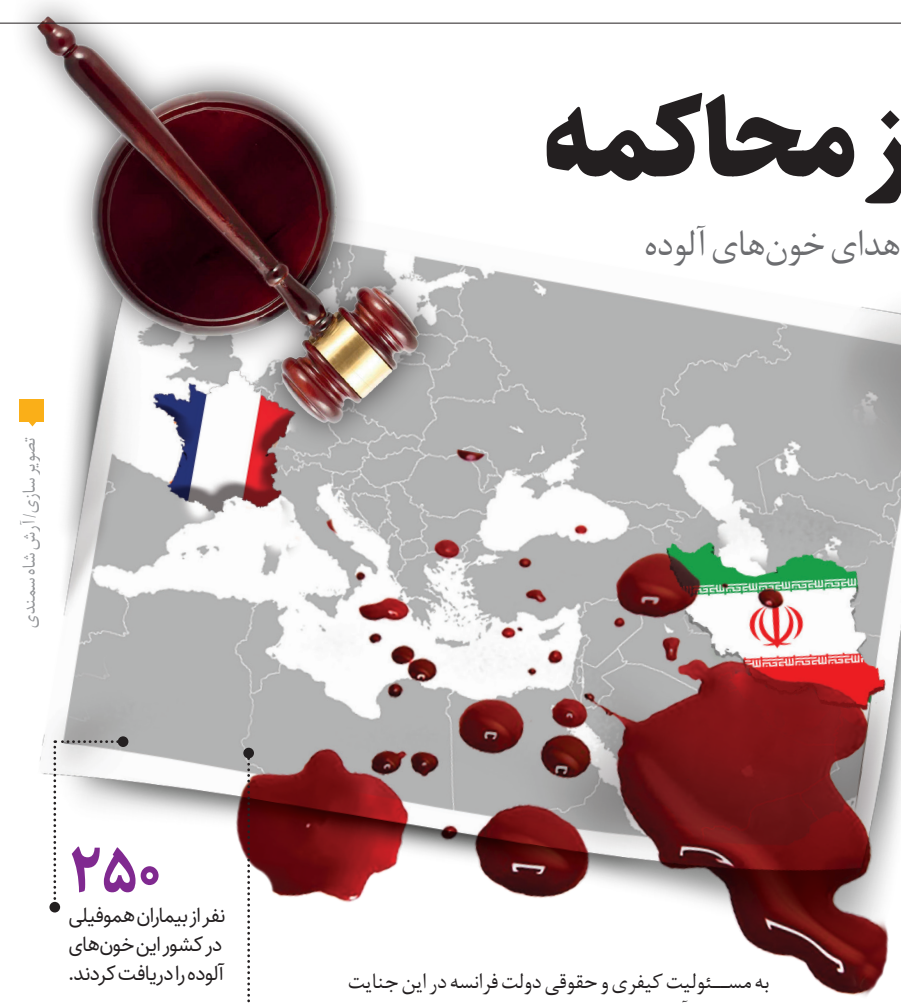 ز محاکمه
هدای خون‌های آلوده
تصویر سازی/آرش شاه سمندی
۲۵۰
نفر از بیماران هموفیلی
در کشور این خون‌های
آلوده را دریافت کردند.
به مســئولیت کیفری و حقوقی دولت فرانسه در این جنایت